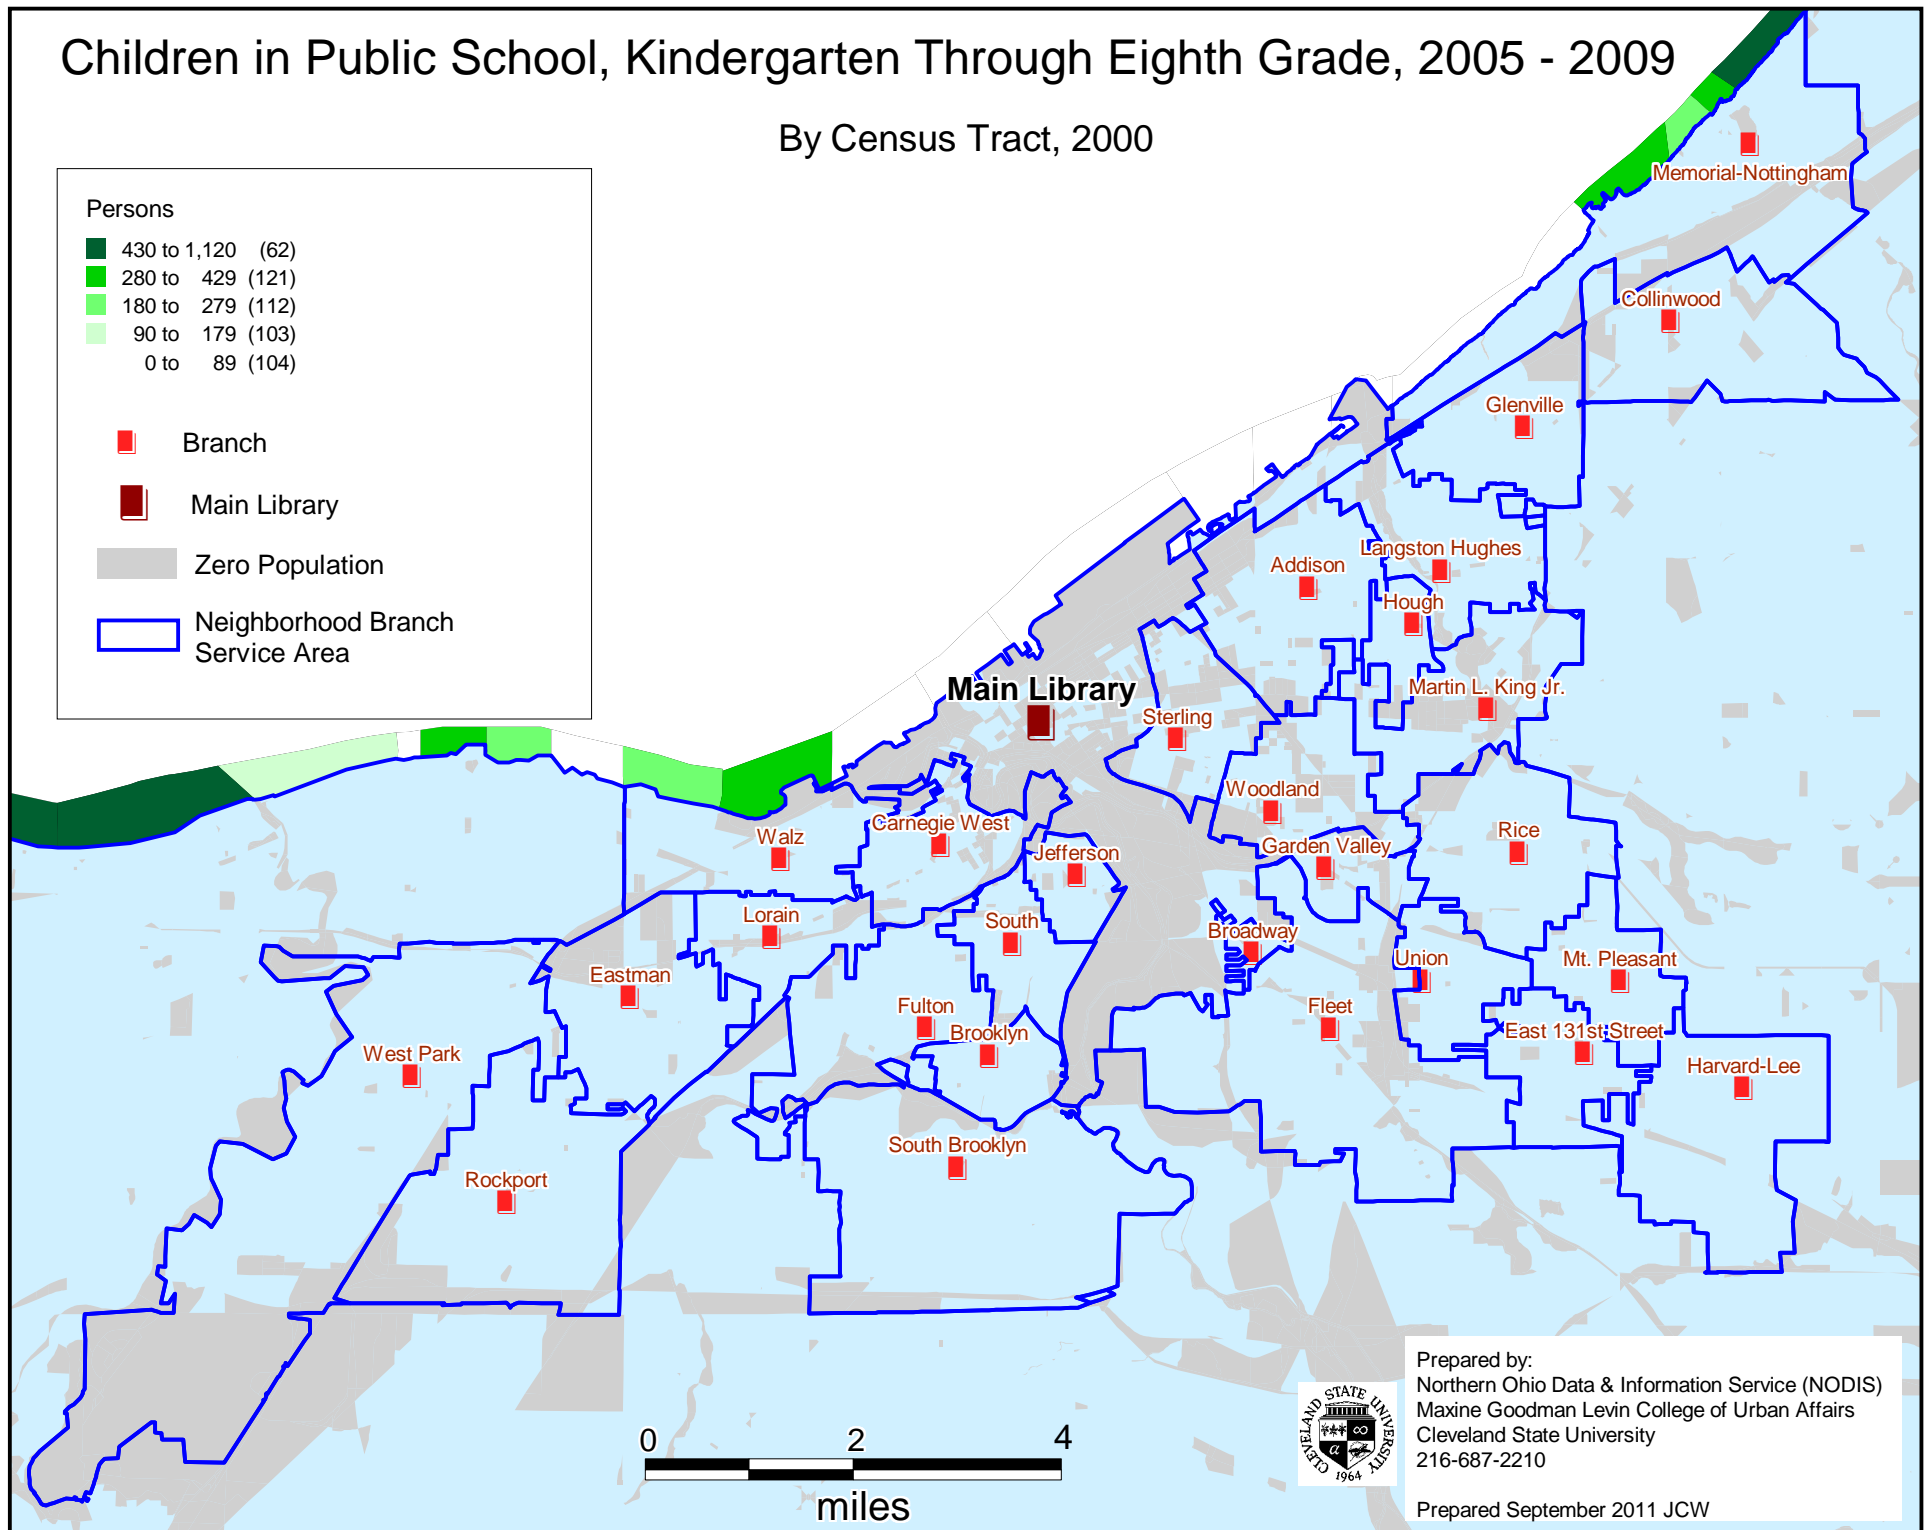 Children in Public School, Kindergarten Through Eighth Grade, 2005 - 2009
By Census Tract, 2000
Persons
430 to 1,120 (62)
280 to 429 (121)
180 to 279 (112)
90 to 179 (103)
0 to 89 (104)
Branch
Main Library
Zero Population
Neighborhood Branch
Service Area
Memorial-Nottingham
Collinwood
Glenville
Langston Hughes
Addison
Hough
Main Library
Martin L. King Jr.
Sterling
Woodland
Walz
Carnegie West
Jefferson
Garden Valley
Rice
Lorain
South
Broadway
Eastman
Union
Mt. Pleasant
Fulton
Brooklyn
Fleet
East 131st Street
West Park
Harvard-Lee
South Brooklyn
Rockport
0 2 4
miles
CLEVELAND STATE UNIVERSITY
1964
Prepared by:
Northern Ohio Data & Information Service (NODIS)
Maxine Goodman Levin College of Urban Affairs
Cleveland State University
216-687-2210
Prepared September 2011 JCW